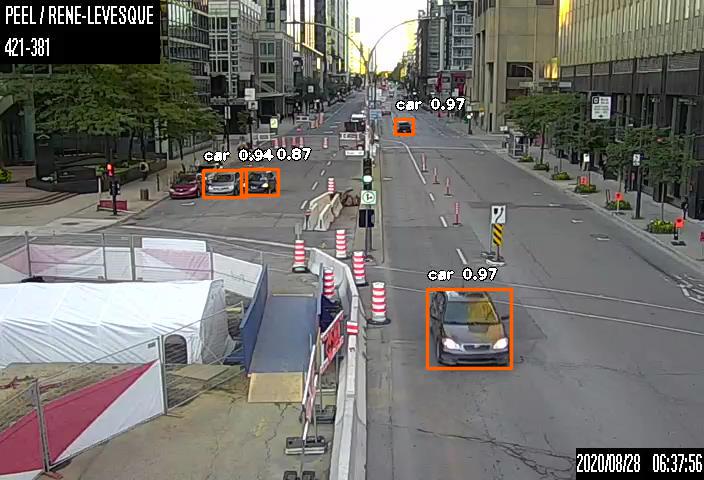 PEEL / RENE-LEVESQUE
421-381
car 0.97
car 0.94 0.87
car 0.97
2020/08/28 06:37:56